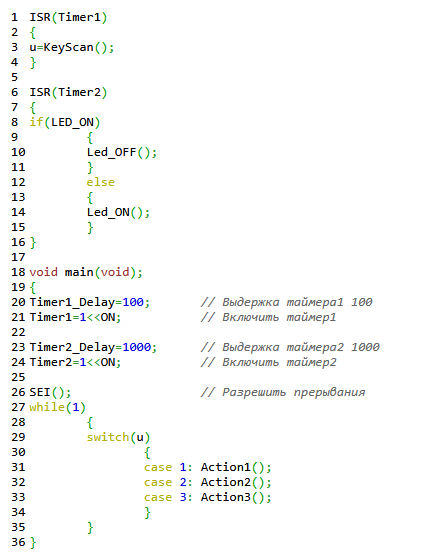 1 ISR(Timer1)
2 {
3 u=KeyScan();
4 }
5
6 ISR(Timer2)
7 {
8 if(LED_ON)
9 {
10 Led_OFF();
11 }
12 else
13 {
14 Led_ON();
15 }
16 }
17
18 void main(void);
19 {
20 Timer1_Delay=100; // Выдержка таймера1 100
21 Timer1=1<<ON; // Включить таймер1
22
23 Timer2_Delay=1000; // Выдержка таймера2 1000
24 Timer2=1<<ON; // Включить таймер2
25
26 SEI(); // Разрешить прерывания
27 while(1)
28 {
29 switch(u)
30 {
31 case 1: Action1();
32 case 2: Action2();
33 case 3: Action3();
34 }
35 }
36 }